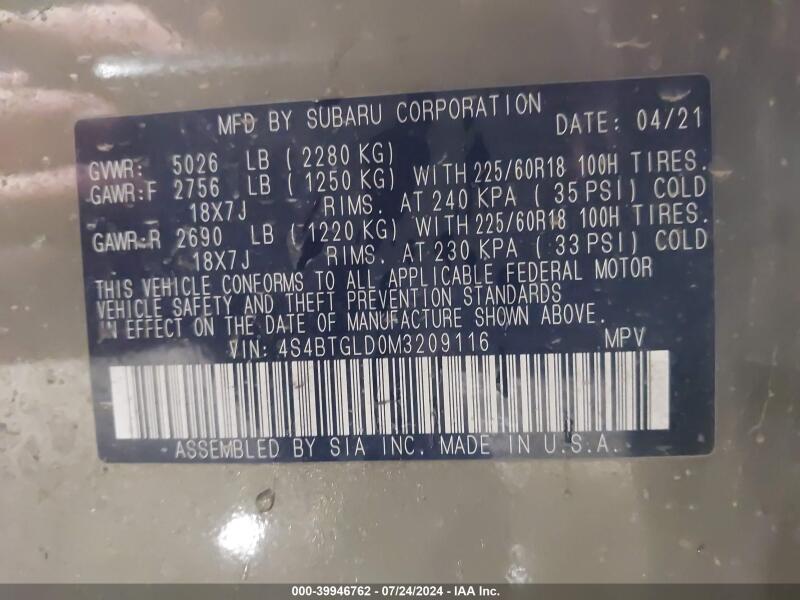 MFD BY SUBARU CORPORATION DATE: 04/21
GVWR: 5026 LB ( 2280 KG)
GAWR:F 2756 LB ( 1250 KG) WITH 225/60R18 100H TIRES.
18X7J RIMS. AT 240 KPA ( 35 PSI) COLD
GAWR:R 2690 LB ( 1220 KG) WITH 225/60R18 100H TIRES.
18X7J RIMS. AT 230 KPA ( 33 PSI) COLD
THIS VEHICLE CONFORMS TO ALL APPLICABLE FEDERAL MOTOR
VEHICLE SAFETY AND THEFT PREVENTION STANDARDS
IN EFFECT ON THE DATE OF MANUFACTURE SHOWN ABOVE.
VIN: 4S4BTGLD0M3209116 MPV
ASSEMBLED BY SIA INC. MADE IN U.S.A.
000-39946762 - 07/24/2024 - IAA Inc.